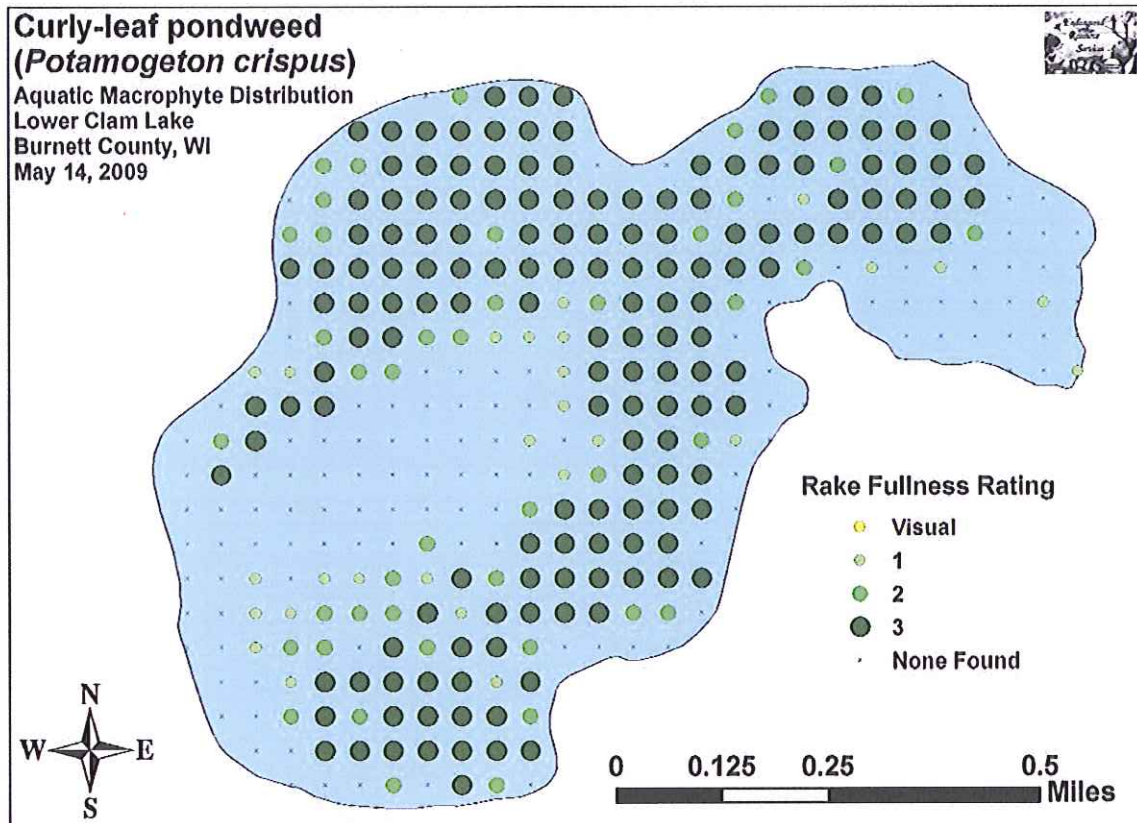 Curly-leaf pondweed
(Potamogeton crispus)
Aquatic Macrophyte Distribution
Lower Clam Lake
Burnett County, WI
May 14, 2009
Rake Fullness Rating
Visual
1
2
3
None Found
N
W E
S
0 0.125 0.25 0.5
Miles